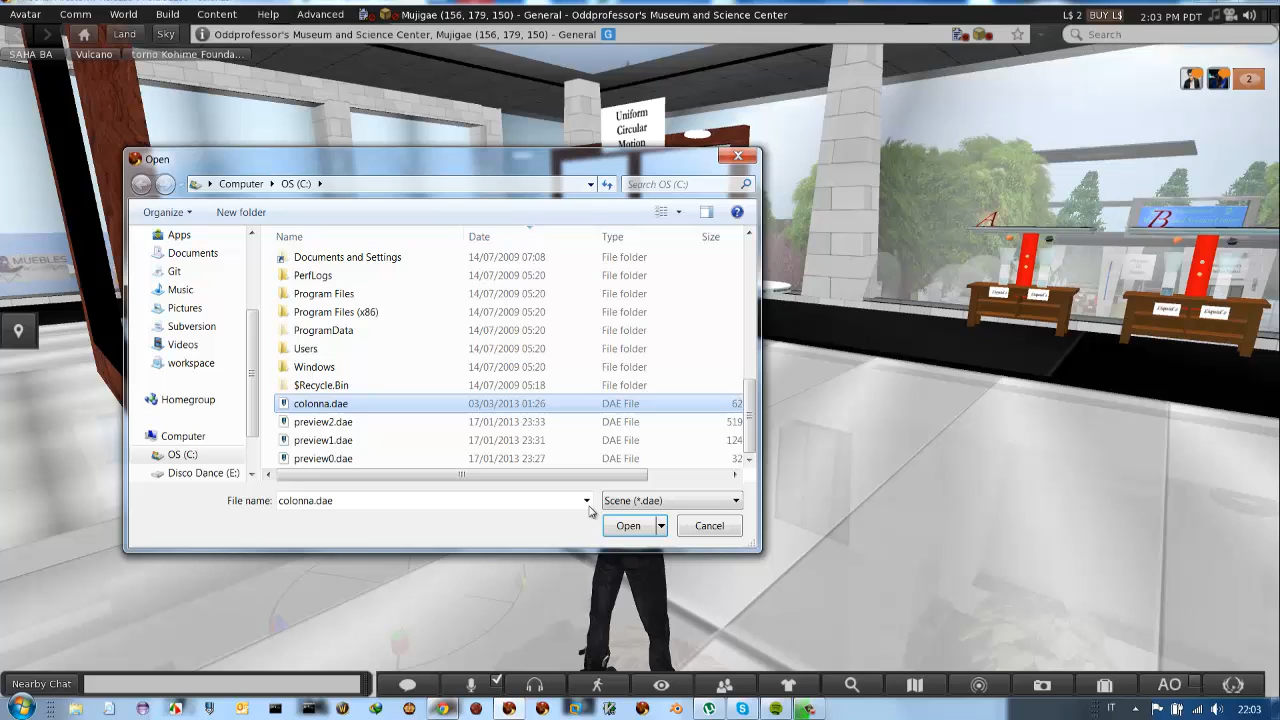 Avatar Comm World Build Content Help Advanced Mujigae (156, 179, 150) - General - Oddprofessor's Museum and Science Center L$ 2 BUY L$ 2:03 PM PDT
Land Sky Oddprofessor's Museum and Science Center, Mujigae (156, 179, 150) - General G Search
SAHA BA Vulcano torno Kohime Founda...
2
Uniform
Circular
Motion
Open
Computer OS (C:) Search OS (C:)
Organize New folder
Name Date Type Size
Apps
Documents
Git
Music
Pictures
Subversion
Videos
workspace
Homegroup
Computer
OS (C:)
Disco Dance (E:)
Documents and Settings 14/07/2009 07:08 File folder
PerfLogs 14/07/2009 05:20 File folder
Program Files 14/07/2009 05:20 File folder
Program Files (x86) 14/07/2009 05:20 File folder
ProgramData 14/07/2009 05:20 File folder
Users 14/07/2009 05:20 File folder
Windows 14/07/2009 05:20 File folder
$Recycle.Bin 14/07/2009 05:18 File folder
colonna.dae 03/03/2013 01:26 DAE File 62
preview2.dae 17/01/2013 23:33 DAE File 519
preview1.dae 17/01/2013 23:31 DAE File 124
preview0.dae 17/01/2013 23:27 DAE File 32
File name: colonna.dae Scene (*.dae)
Open Cancel
MUEBLES
A
B
Nearby Chat AO
IT 22:03